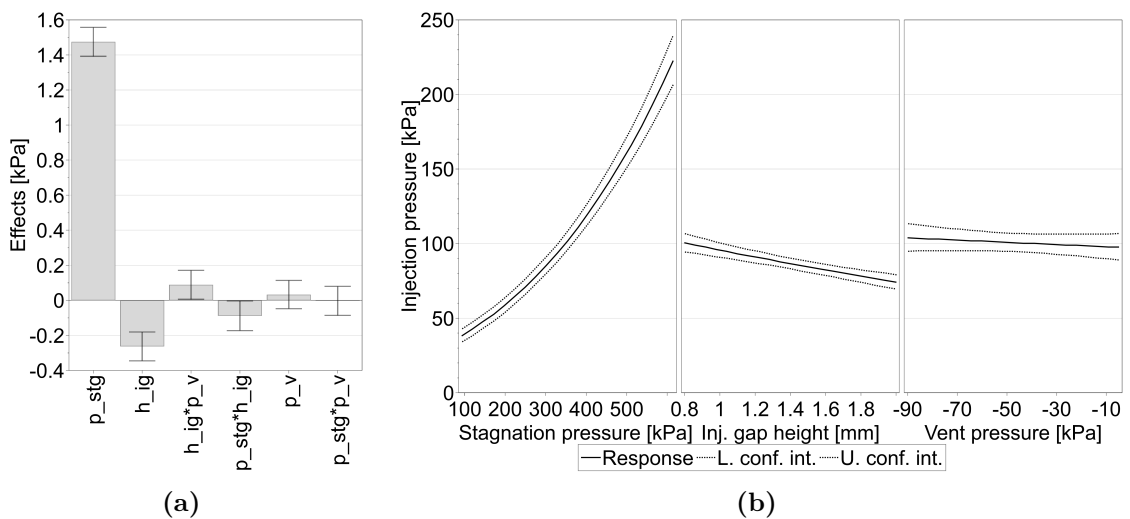 1.6
1.4
1.2
1
0.8
0.6
0.4
0.2
0
-0.2
-0.4
Effects [kPa]
p_stg
h_ig
h_ig*p_v
p_stg*h_ig
p_v
p_stg*p_v
(a)
250
200
150
100
50
0
Injection pressure [kPa]
100 200 300 400 500 0.8 1 1.2 1.4 1.6 1.8 -90 -70 -50 -30 -10
Stagnation pressure [kPa] Inj. gap height [mm] Vent pressure [kPa]
Response L. conf. int. U. conf. int.
(b)